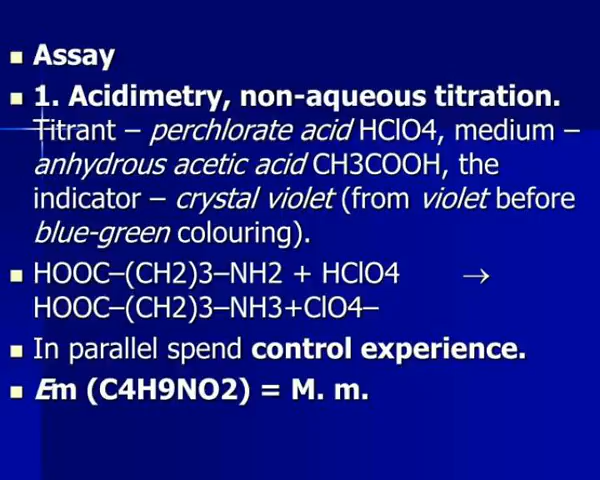 Assay
1. Acidimetry, non-aqueous titration.
Titrant – perchlorate acid HClO4, medium –
anhydrous acetic acid CH3COOH, the
indicator – crystal violet (from violet before
blue-green colouring).
HOOC–(CH2)3–NH2 + HClO4 →
HOOC–(CH2)3–NH3+ClO4–
In parallel spend control experience.
Em (C4H9NO2) = M. m.